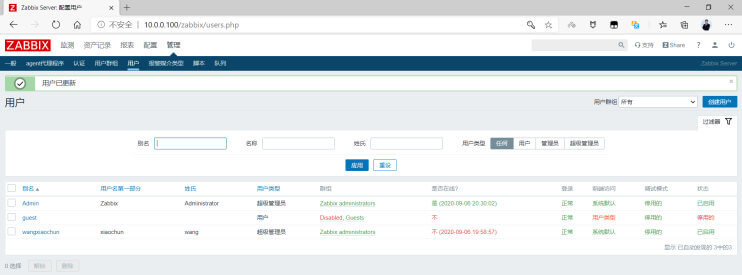 Zabbix Server: 配置用户
不安全 | 10.0.0.100/zabbix/users.php
ZABBIX 监测 资产记录 报表 配置 管理 支持 Share ?
一般 agent代理程序 认证 用户群组 用户 报警媒介类型 脚本 队列 Zabbix Server
用户已更新
用户 用户群组 所有 创建用户
过滤器
别名 名称 姓氏 用户类型 任何 用户 管理员 超级管理员
应用 重设
别名 用户名第一部分 姓氏 用户类型 群组 是否在线? 登录 前端访问 调试模式 状态
Admin Zabbix Administrator 超级管理员 Zabbix administrators 是 (2020-09-06 20:30:02) 正常 系统默认 停用的 已启用
guest 用户 Disabled, Guests 不 正常 用户类型 停用的 停用的
wangxiaochun xiaochun wang 超级管理员 Zabbix administrators 不 (2020-09-06 19:58:57) 正常 系统默认 停用的 已启用
显示 已自动发现的 3中的3
0 选择 解锁 删除